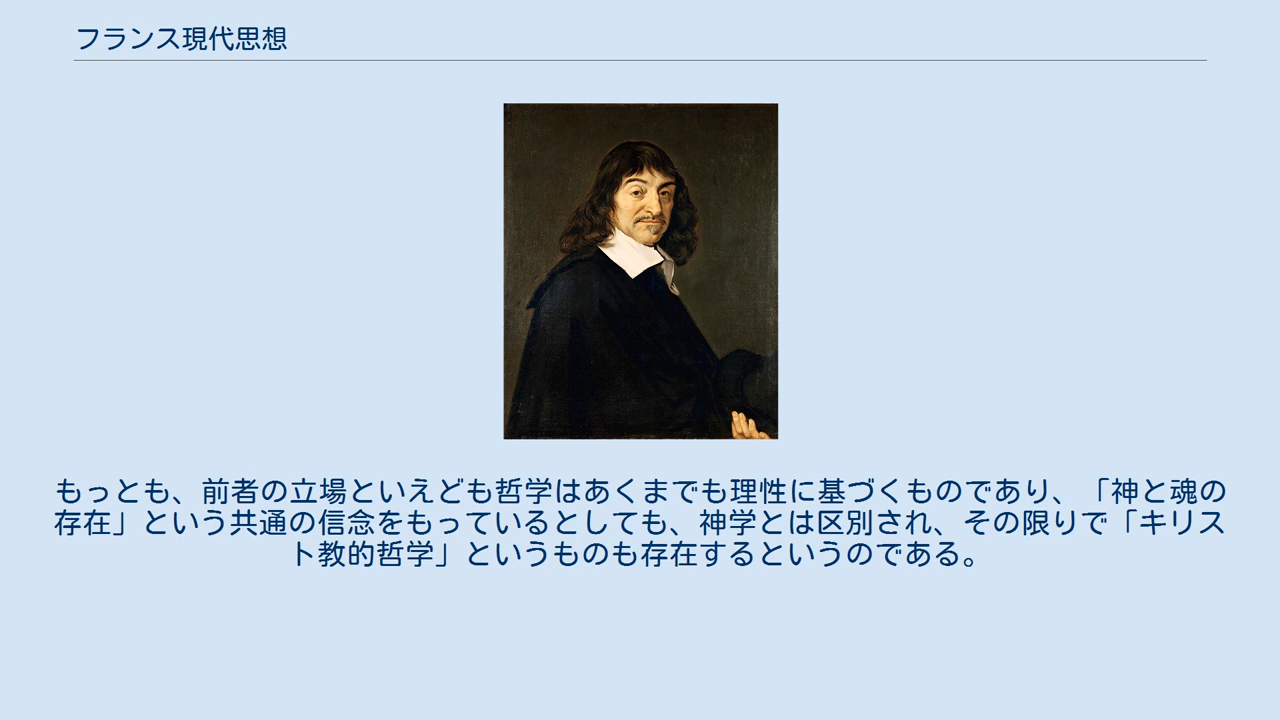 フランス現代思想
もっとも、前者の立場といえども哲学はあくまでも理性に基づくものであり、「神と魂の
存在」という共通の信念をもっているとしても、神学とは区別され、その限りで「キリス
ト教的哲学」というものも存在するというのである。